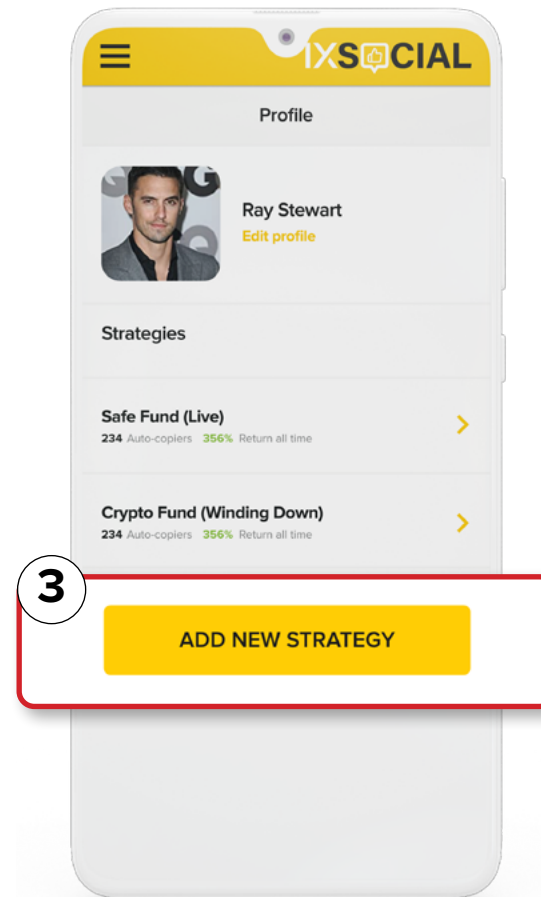 IXSOCIAL
Profile
Ray Stewart
Edit profile
Strategies
Safe Fund (Live)
234 Auto-copiers 356% Return all time
Crypto Fund (Winding Down)
234 Auto-copiers 356% Return all time
3
ADD NEW STRATEGY